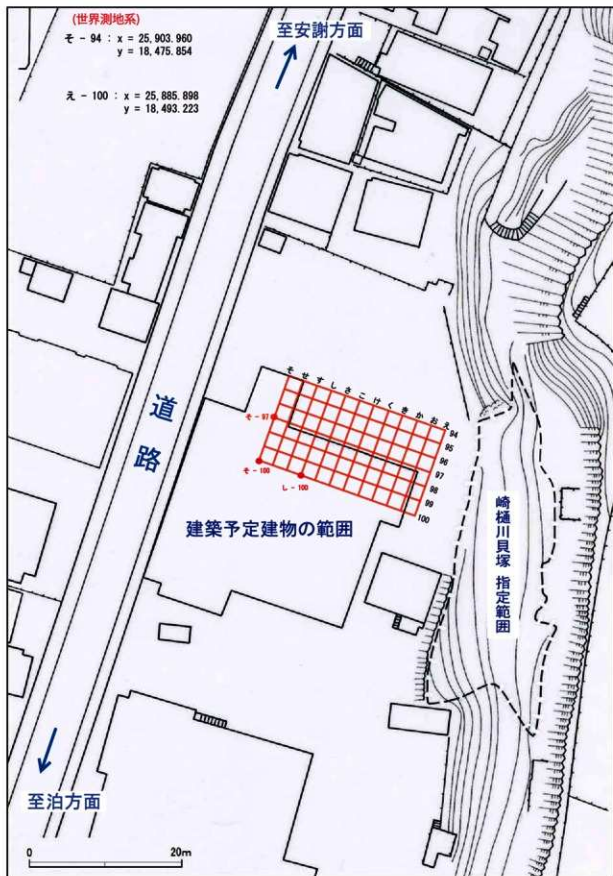 (世界測地系)
そ - 94 : x = 25,903.960
y = 18,475.854
え - 100 : x = 25,885.898
y = 18,493.223
至安謝方面
道路
そ せ す し さ こ け く き か お え
94
95
96
97
98
99
100
そ - 97
そ - 100
し - 100
建築予定建物の範囲
崎樋川貝塚 指定範囲
至泊方面
0 20m